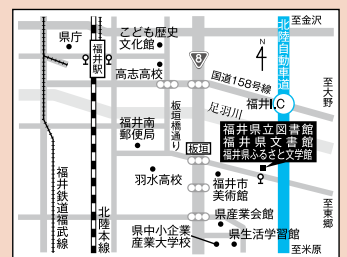 至金沢
県庁
福井駅
こども歴史
文化館
高志高校
8
4
国道158号線
北陸自動車道
至大野
足羽川
福井I.C
板垣橋通り
福井南
郵便局
板垣
福井県立図書館
福井県文書館
福井県ふるさと文学館
羽水高校
福井市
美術館
至東郷
福井鉄道福武線
北陸本線
県産業会館
県中小企業
産業大学校
県生活学習館
至米原